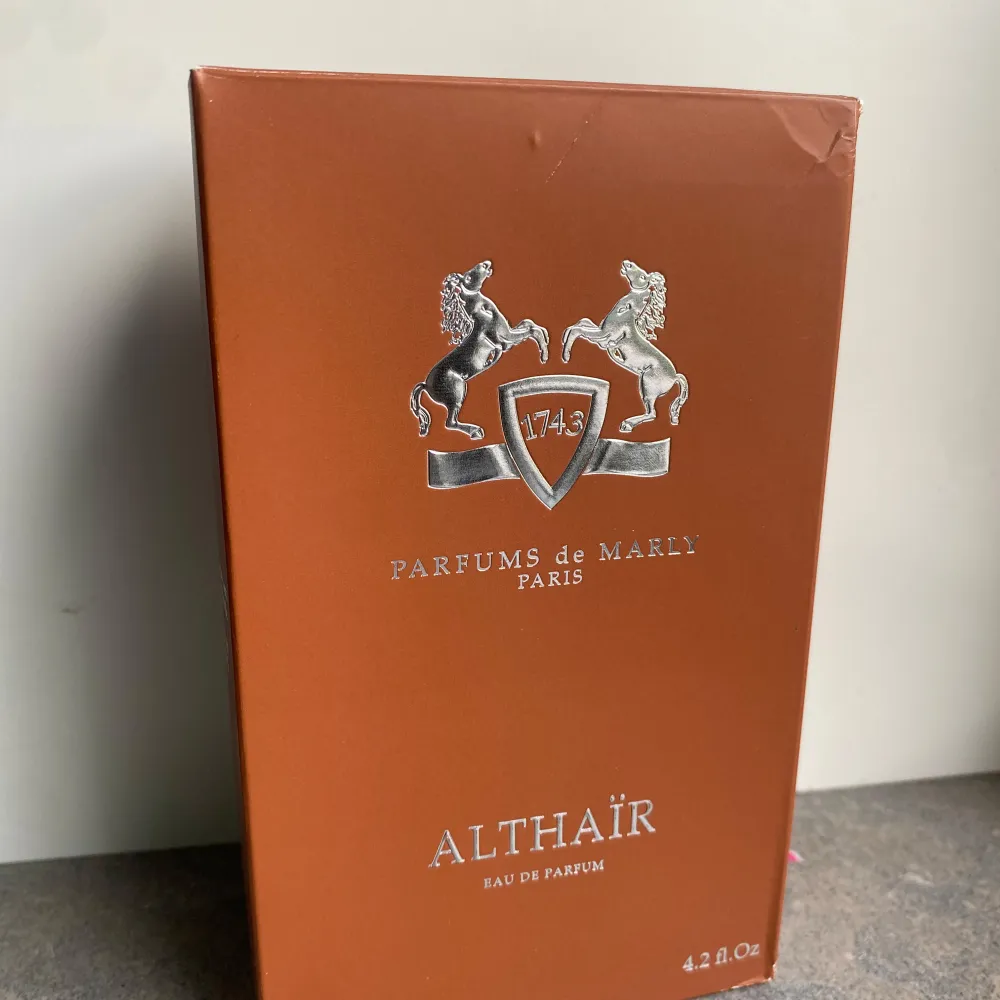 1743
PARFUMS de MARLY
PARIS
ALTHAÏR
EAU DE PARFUM
4.2 fl.Oz